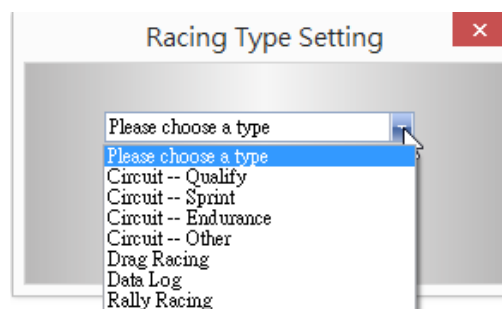 Racing Type Setting
Please choose a type
Please choose a type
Circuit -- Qualify
Circuit -- Sprint
Circuit -- Endurance
Circuit -- Other
Drag Racing
Data Log
Rally Racing